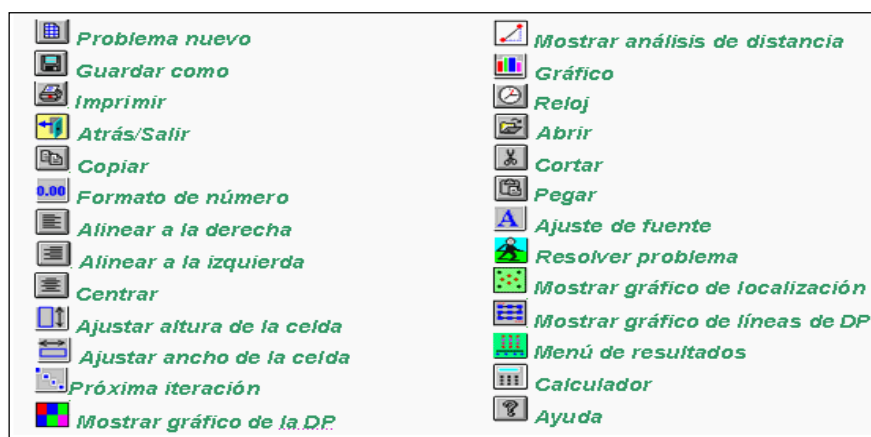 Problema nuevo
Guardar como
Imprimir
Atrás/Salir
Copiar
0.00 Formato de número
Alinear a la derecha
Alinear a la izquierda
Centrar
Ajustar altura de la celda
Ajustar ancho de la celda
Próxima iteración
Mostrar gráfico de la DP
Mostrar análisis de distancia
Gráfico
Reloj
Abrir
Cortar
Pegar
A Ajuste de fuente
Resolver problema
Mostrar gráfico de localización
Mostrar gráfico de líneas de DP
Menú de resultados
Calculador
? Ayuda